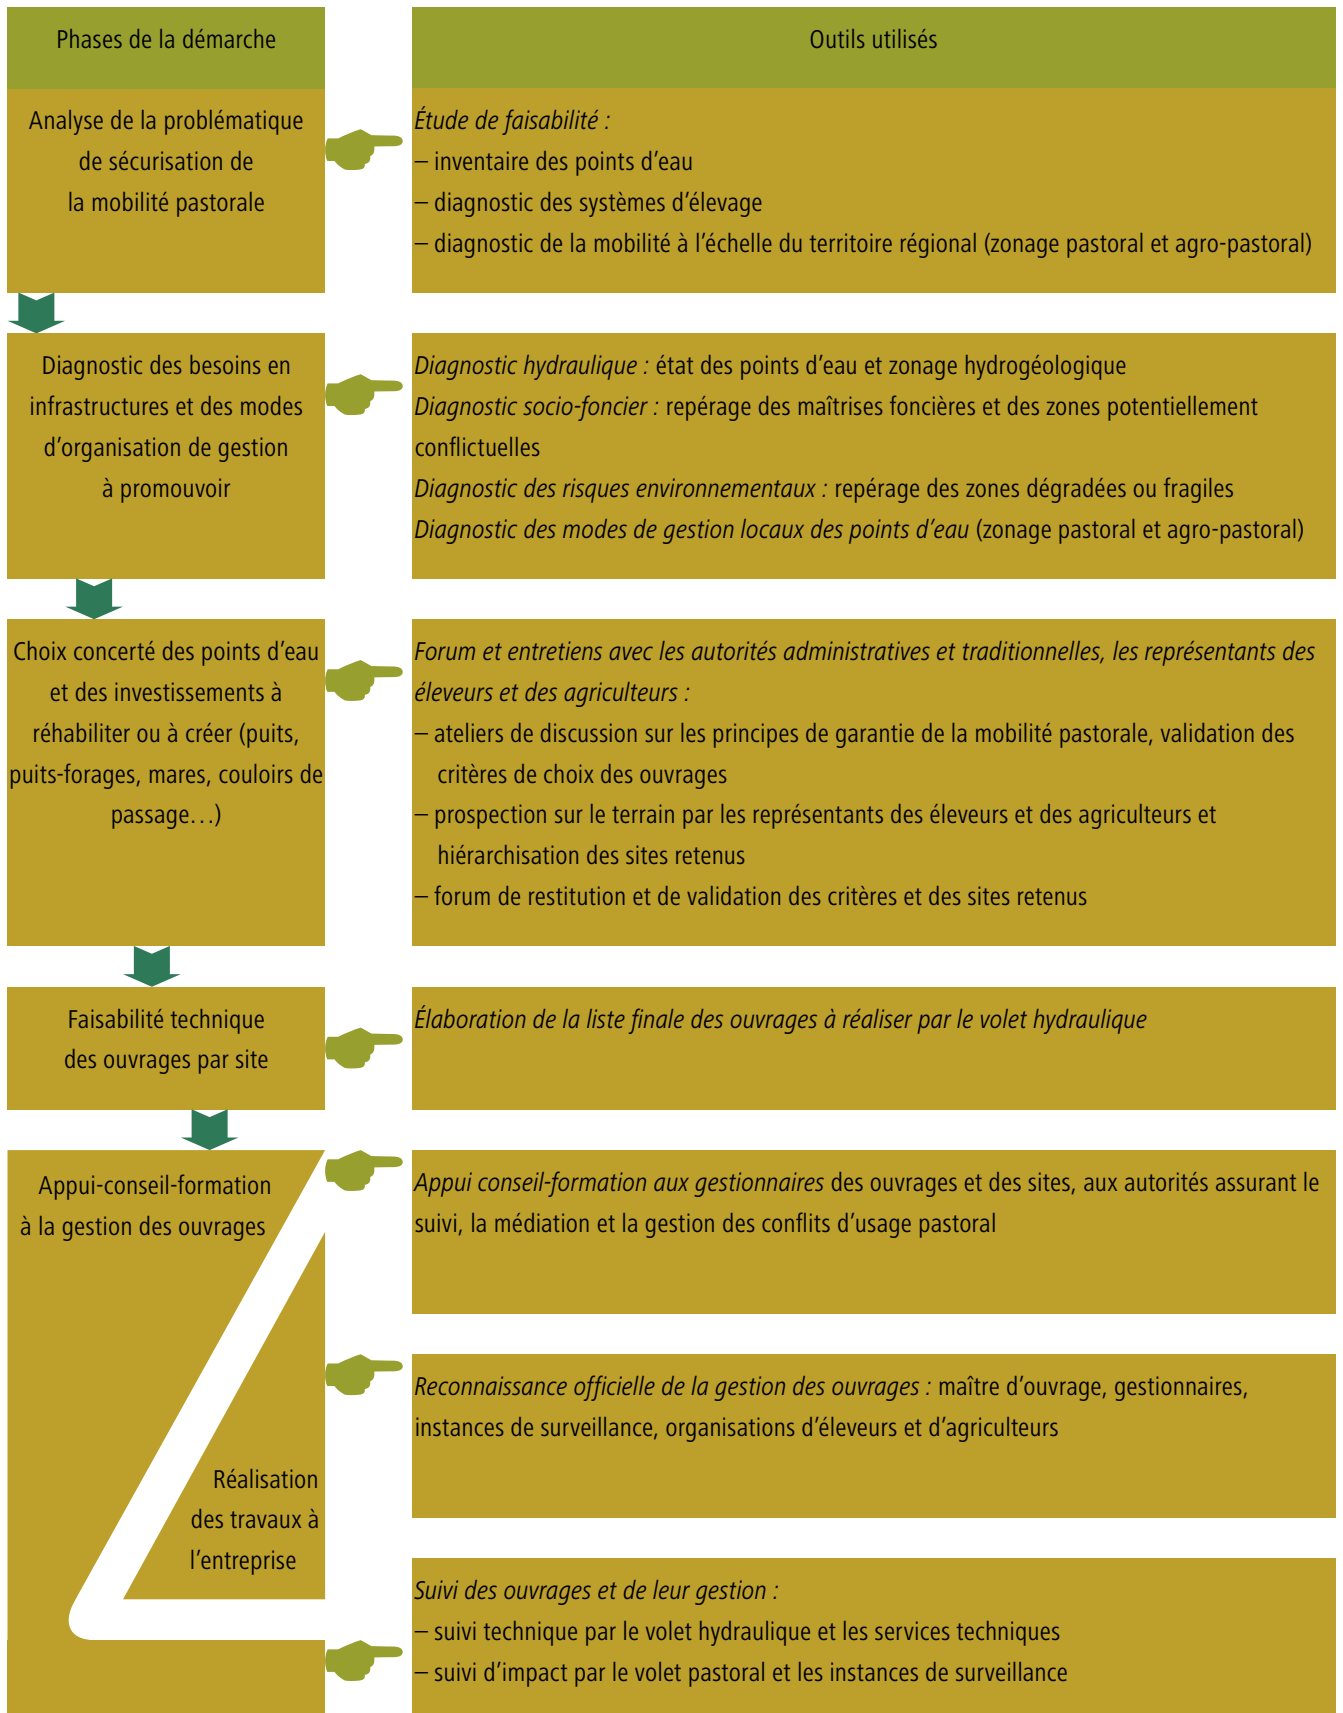 Phases de la démarche
Outils utilisés
Analyse de la problématique
de sécurisation de
la mobilité pastorale
Étude de faisabilité :
– inventaire des points d’eau
– diagnostic des systèmes d’élevage
– diagnostic de la mobilité à l’échelle du territoire régional (zonage pastoral et agro-pastoral)
Diagnostic des besoins en
infrastructures et des modes
d’organisation de gestion
à promouvoir
Diagnostic hydraulique : état des points d’eau et zonage hydrogéologique
Diagnostic socio-foncier : repérage des maîtrises foncières et des zones potentiellement
conflictuelles
Diagnostic des risques environnementaux : repérage des zones dégradées ou fragiles
Diagnostic des modes de gestion locaux des points d’eau (zonage pastoral et agro-pastoral)
Choix concerté des points d’eau
et des investissements à
réhabiliter ou à créer (puits,
puits-forages, mares, couloirs de
passage…)
Forum et entretiens avec les autorités administratives et traditionnelles, les représentants des
éleveurs et des agriculteurs :
– ateliers de discussion sur les principes de garantie de la mobilité pastorale, validation des
critères de choix des ouvrages
– prospection sur le terrain par les représentants des éleveurs et des agriculteurs et
hiérarchisation des sites retenus
– forum de restitution et de validation des critères et des sites retenus
Faisabilité technique
des ouvrages par site
Élaboration de la liste finale des ouvrages à réaliser par le volet hydraulique
Appui-conseil-formation
à la gestion des ouvrages
Appui conseil-formation aux gestionnaires des ouvrages et des sites, aux autorités assurant le
suivi, la médiation et la gestion des conflits d’usage pastoral
Reconnaissance officielle de la gestion des ouvrages : maître d’ouvrage, gestionnaires,
instances de surveillance, organisations d’éleveurs et d’agriculteurs
Réalisation
des travaux à
l’entreprise
Suivi des ouvrages et de leur gestion :
– suivi technique par le volet hydraulique et les services techniques
– suivi d’impact par le volet pastoral et les instances de surveillance